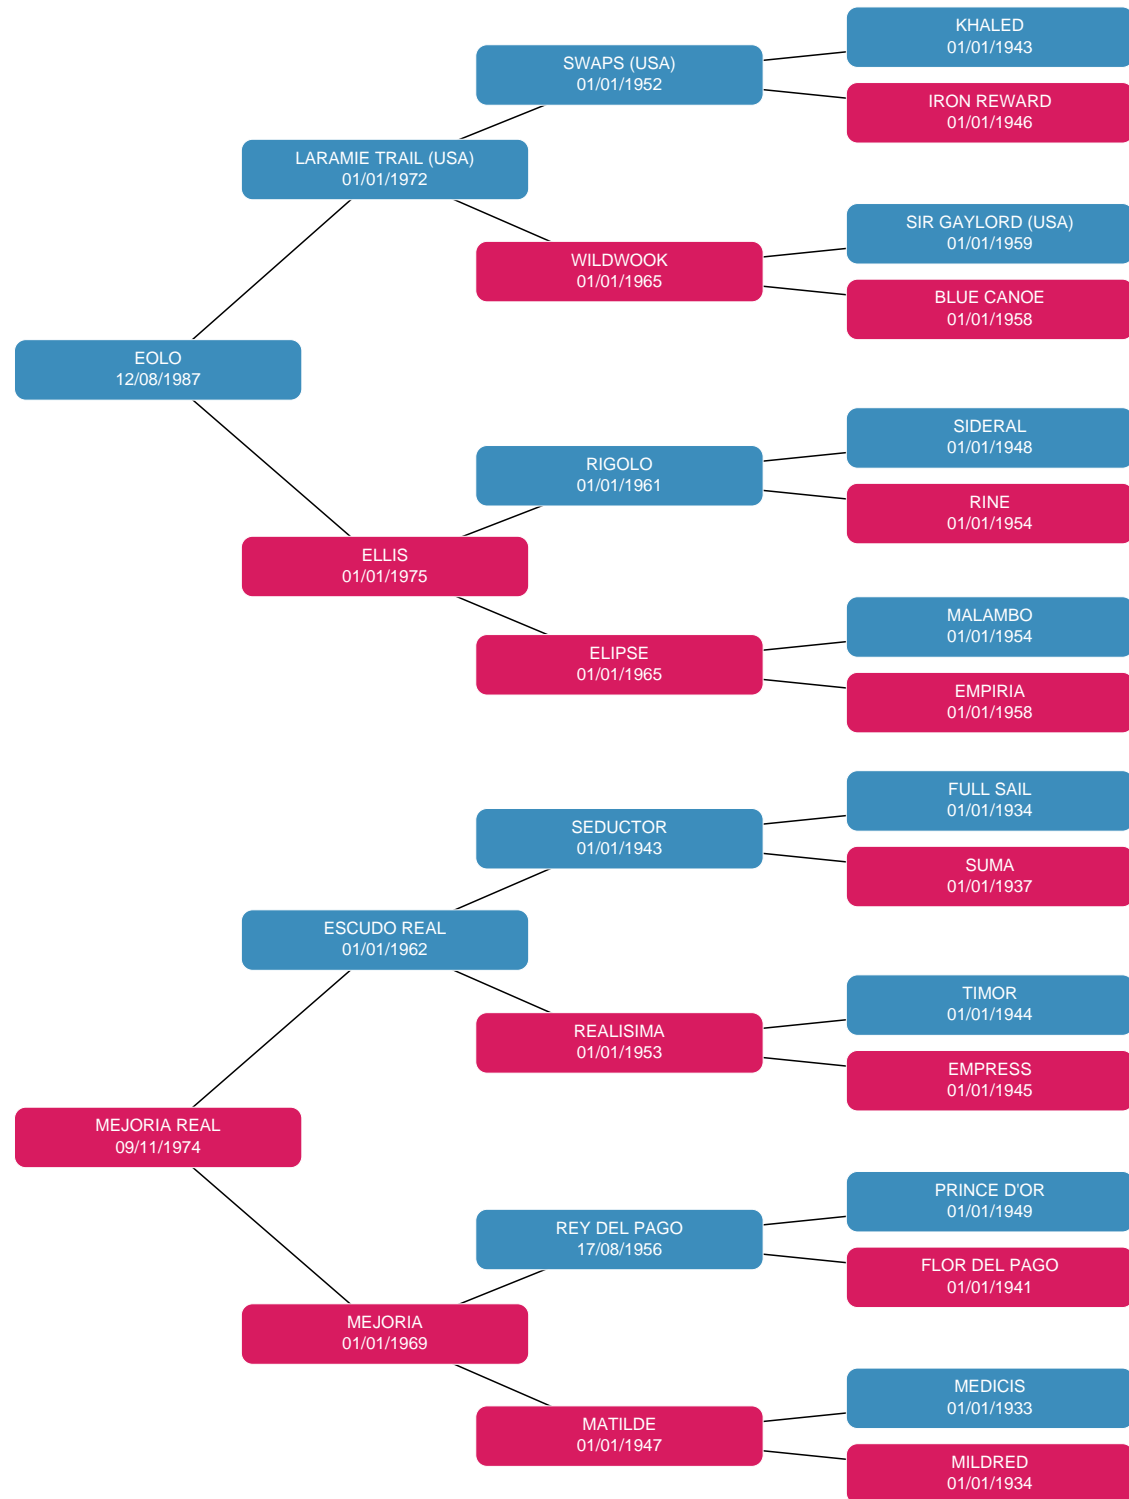 KHALED
01/01/1943
SWAPS (USA)
01/01/1952
IRON REWARD
01/01/1946
LARAMIE TRAIL (USA)
01/01/1972
SIR GAYLORD (USA)
01/01/1959
WILDWOOK
01/01/1965
BLUE CANOE
01/01/1958
EOLO
12/08/1987
SIDERAL
01/01/1948
RIGOLO
01/01/1961
RINE
01/01/1954
ELLIS
01/01/1975
MALAMBO
01/01/1954
ELIPSE
01/01/1965
EMPIRIA
01/01/1958
FULL SAIL
01/01/1934
SEDUCTOR
01/01/1943
SUMA
01/01/1937
ESCUDO REAL
01/01/1962
TIMOR
01/01/1944
REALISIMA
01/01/1953
EMPRESS
01/01/1945
MEJORIA REAL
09/11/1974
PRINCE D'OR
01/01/1949
REY DEL PAGO
17/08/1956
FLOR DEL PAGO
01/01/1941
MEJORIA
01/01/1969
MEDICIS
01/01/1933
MATILDE
01/01/1947
MILDRED
01/01/1934